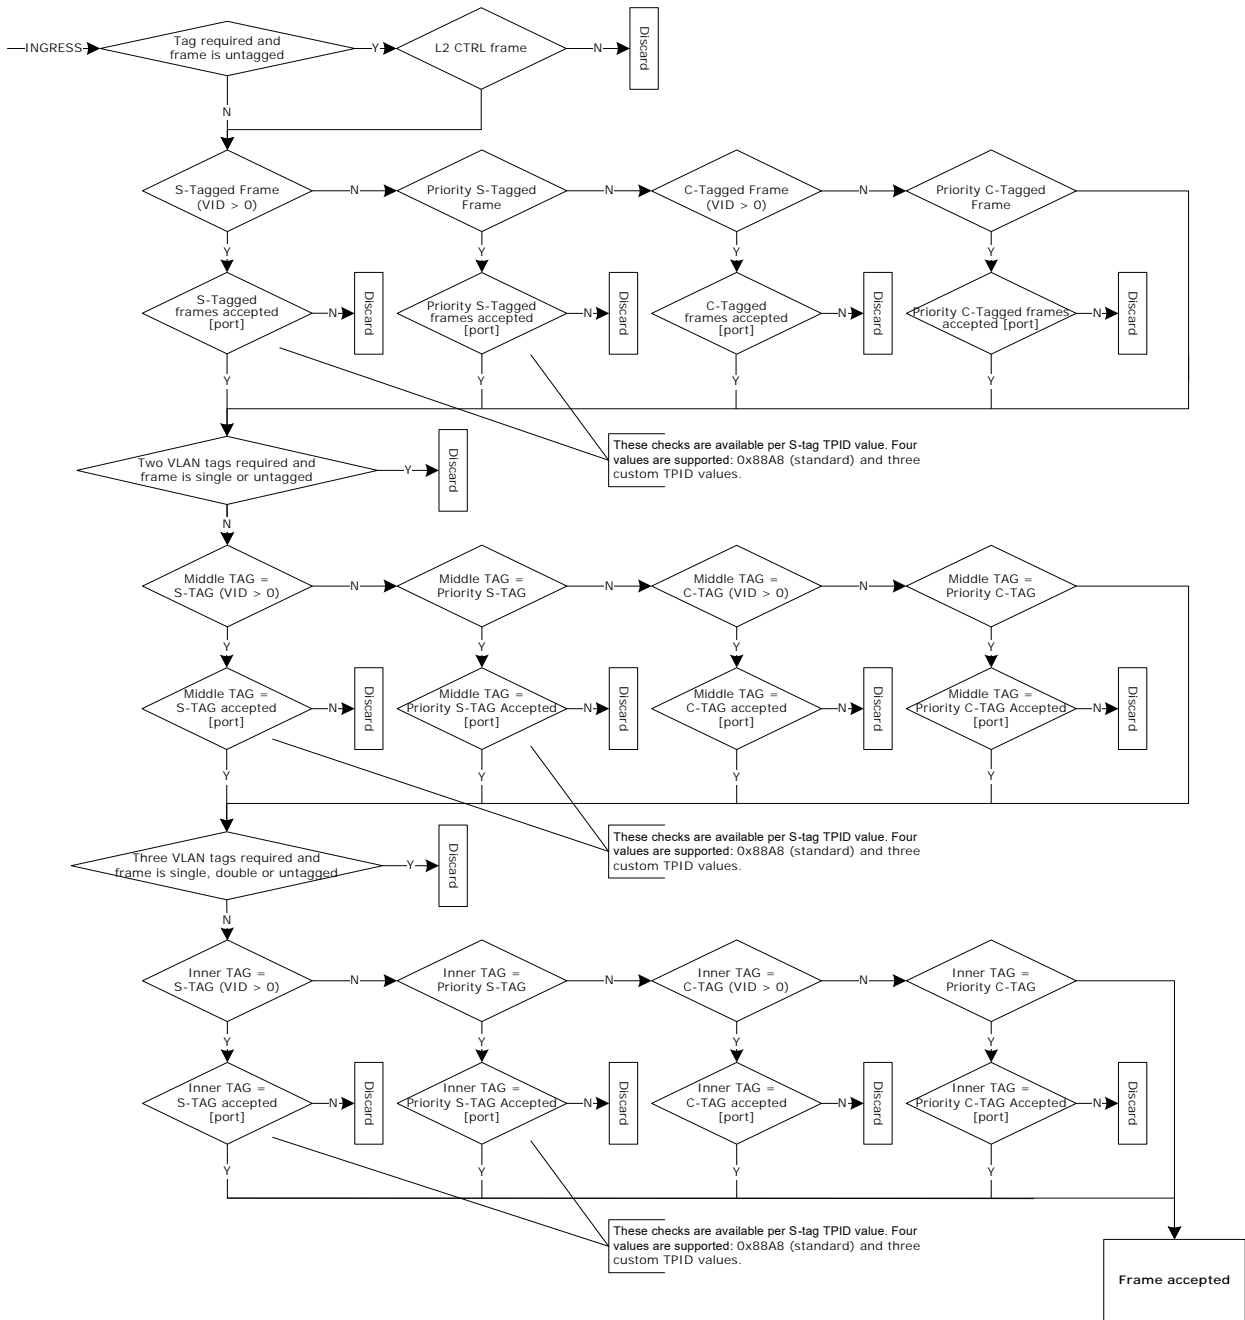 INGRESS
Tag required and
frame is untagged
Y
L2 CTRL frame
N
Discard
N
S-Tagged Frame
(VID > 0)
N
Priority S-Tagged
Frame
N
C-Tagged Frame
(VID > 0)
N
Priority C-Tagged
Frame
Y
Y
Y
Y
S-Tagged
frames accepted
[port]
N
Discard
Priority S-Tagged
frames accepted
[port]
N
Discard
C-Tagged
frames accepted
[port]
N
Discard
Priority C-Tagged frames
accepted [port]
N
Discard
Y
Y
Y
Y
These checks are available per S-tag TPID value. Four
values are supported: 0x88A8 (standard) and three
custom TPID values.
Two VLAN tags required and
frame is single or untagged
Y
Discard
N
Middle TAG =
S-TAG (VID > 0)
N
Middle TAG =
Priority S-TAG
N
Middle TAG =
C-TAG (VID > 0)
N
Middle TAG =
Priority C-TAG
Y
Y
Y
Y
Middle TAG =
S-TAG accepted
[port]
N
Discard
Middle TAG =
Priority S-TAG Accepted
[port]
N
Discard
Middle TAG =
C-TAG accepted
[port]
N
Discard
Middle TAG =
Priority C-TAG Accepted
[port]
N
Discard
Y
Y
Y
Y
These checks are available per S-tag TPID value. Four
values are supported: 0x88A8 (standard) and three
custom TPID values.
Three VLAN tags required and
frame is single, double or untagged
Y
Discard
N
Inner TAG =
S-TAG (VID > 0)
N
Inner TAG =
Priority S-TAG
N
Inner TAG =
C-TAG (VID > 0)
N
Inner TAG =
Priority C-TAG
Y
Y
Y
Y
Inner TAG =
S-TAG accepted
[port]
N
Discard
Inner TAG =
Priority S-TAG Accepted
[port]
N
Discard
Inner TAG =
C-TAG accepted
[port]
N
Discard
Inner TAG =
Priority C-TAG Accepted
[port]
N
Discard
Y
Y
Y
Y
These checks are available per S-tag TPID value. Four
values are supported: 0x88A8 (standard) and three
custom TPID values.
Frame accepted